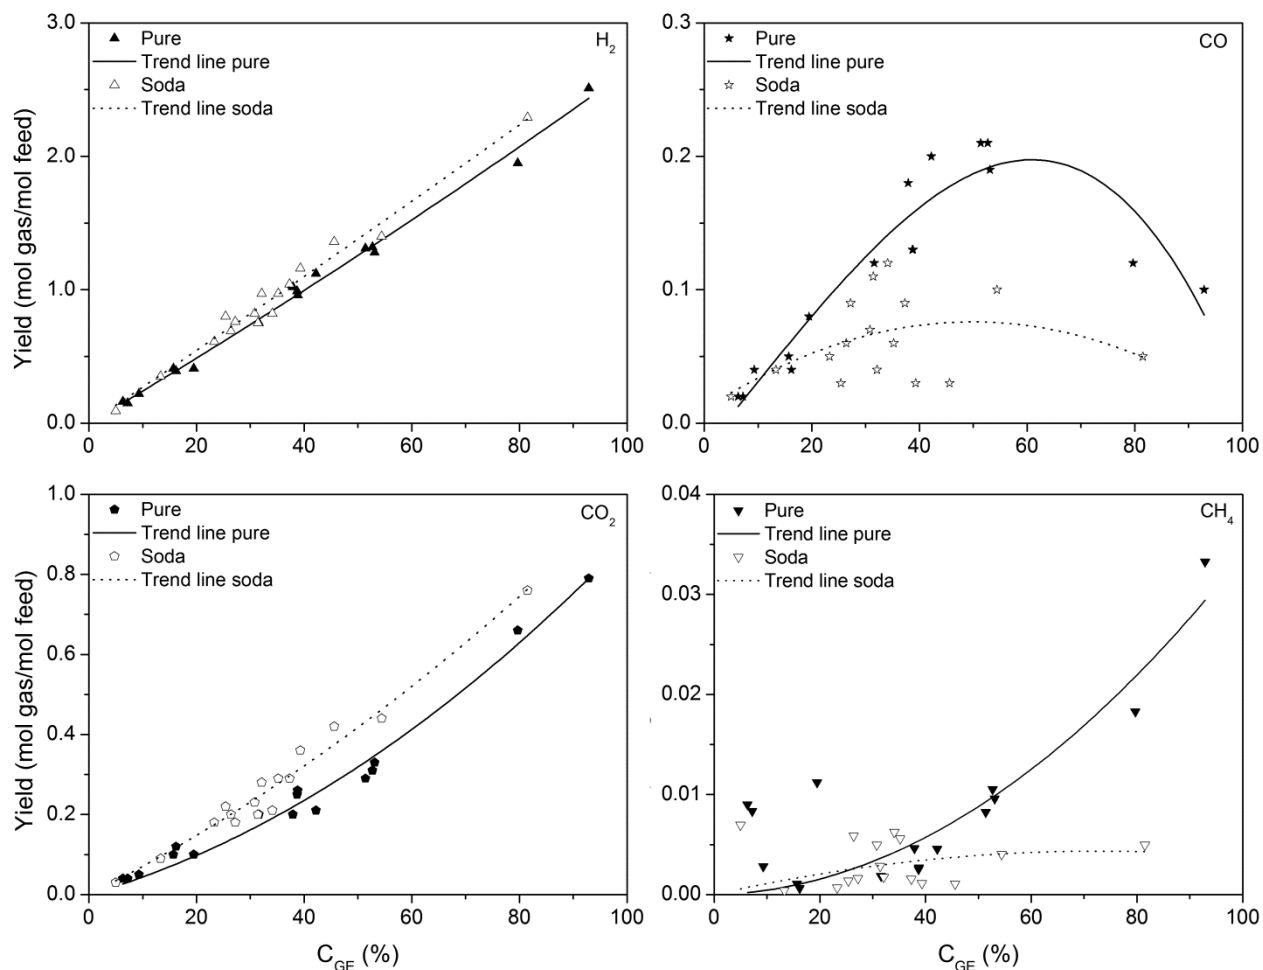 3.0
2.0
1.0
0.0
Yield (mol gas/mol feed)
Pure
Trend line pure
Soda
Trend line soda
H2
0 20 40 60 80 100
0.3
0.2
0.1
0.0
Pure
Trend line pure
Soda
Trend line soda
CO
0 20 40 60 80 100
1.0
0.8
0.6
0.4
0.2
0.0
Yield (mol gas/mol feed)
Pure
Trend line pure
Soda
Trend line soda
CO2
0 20 40 60 80 100
CGE (%)
0.04
0.03
0.02
0.01
0.00
Pure
Trend line pure
Soda
Trend line soda
CH4
0 20 40 60 80 100
CGE (%)